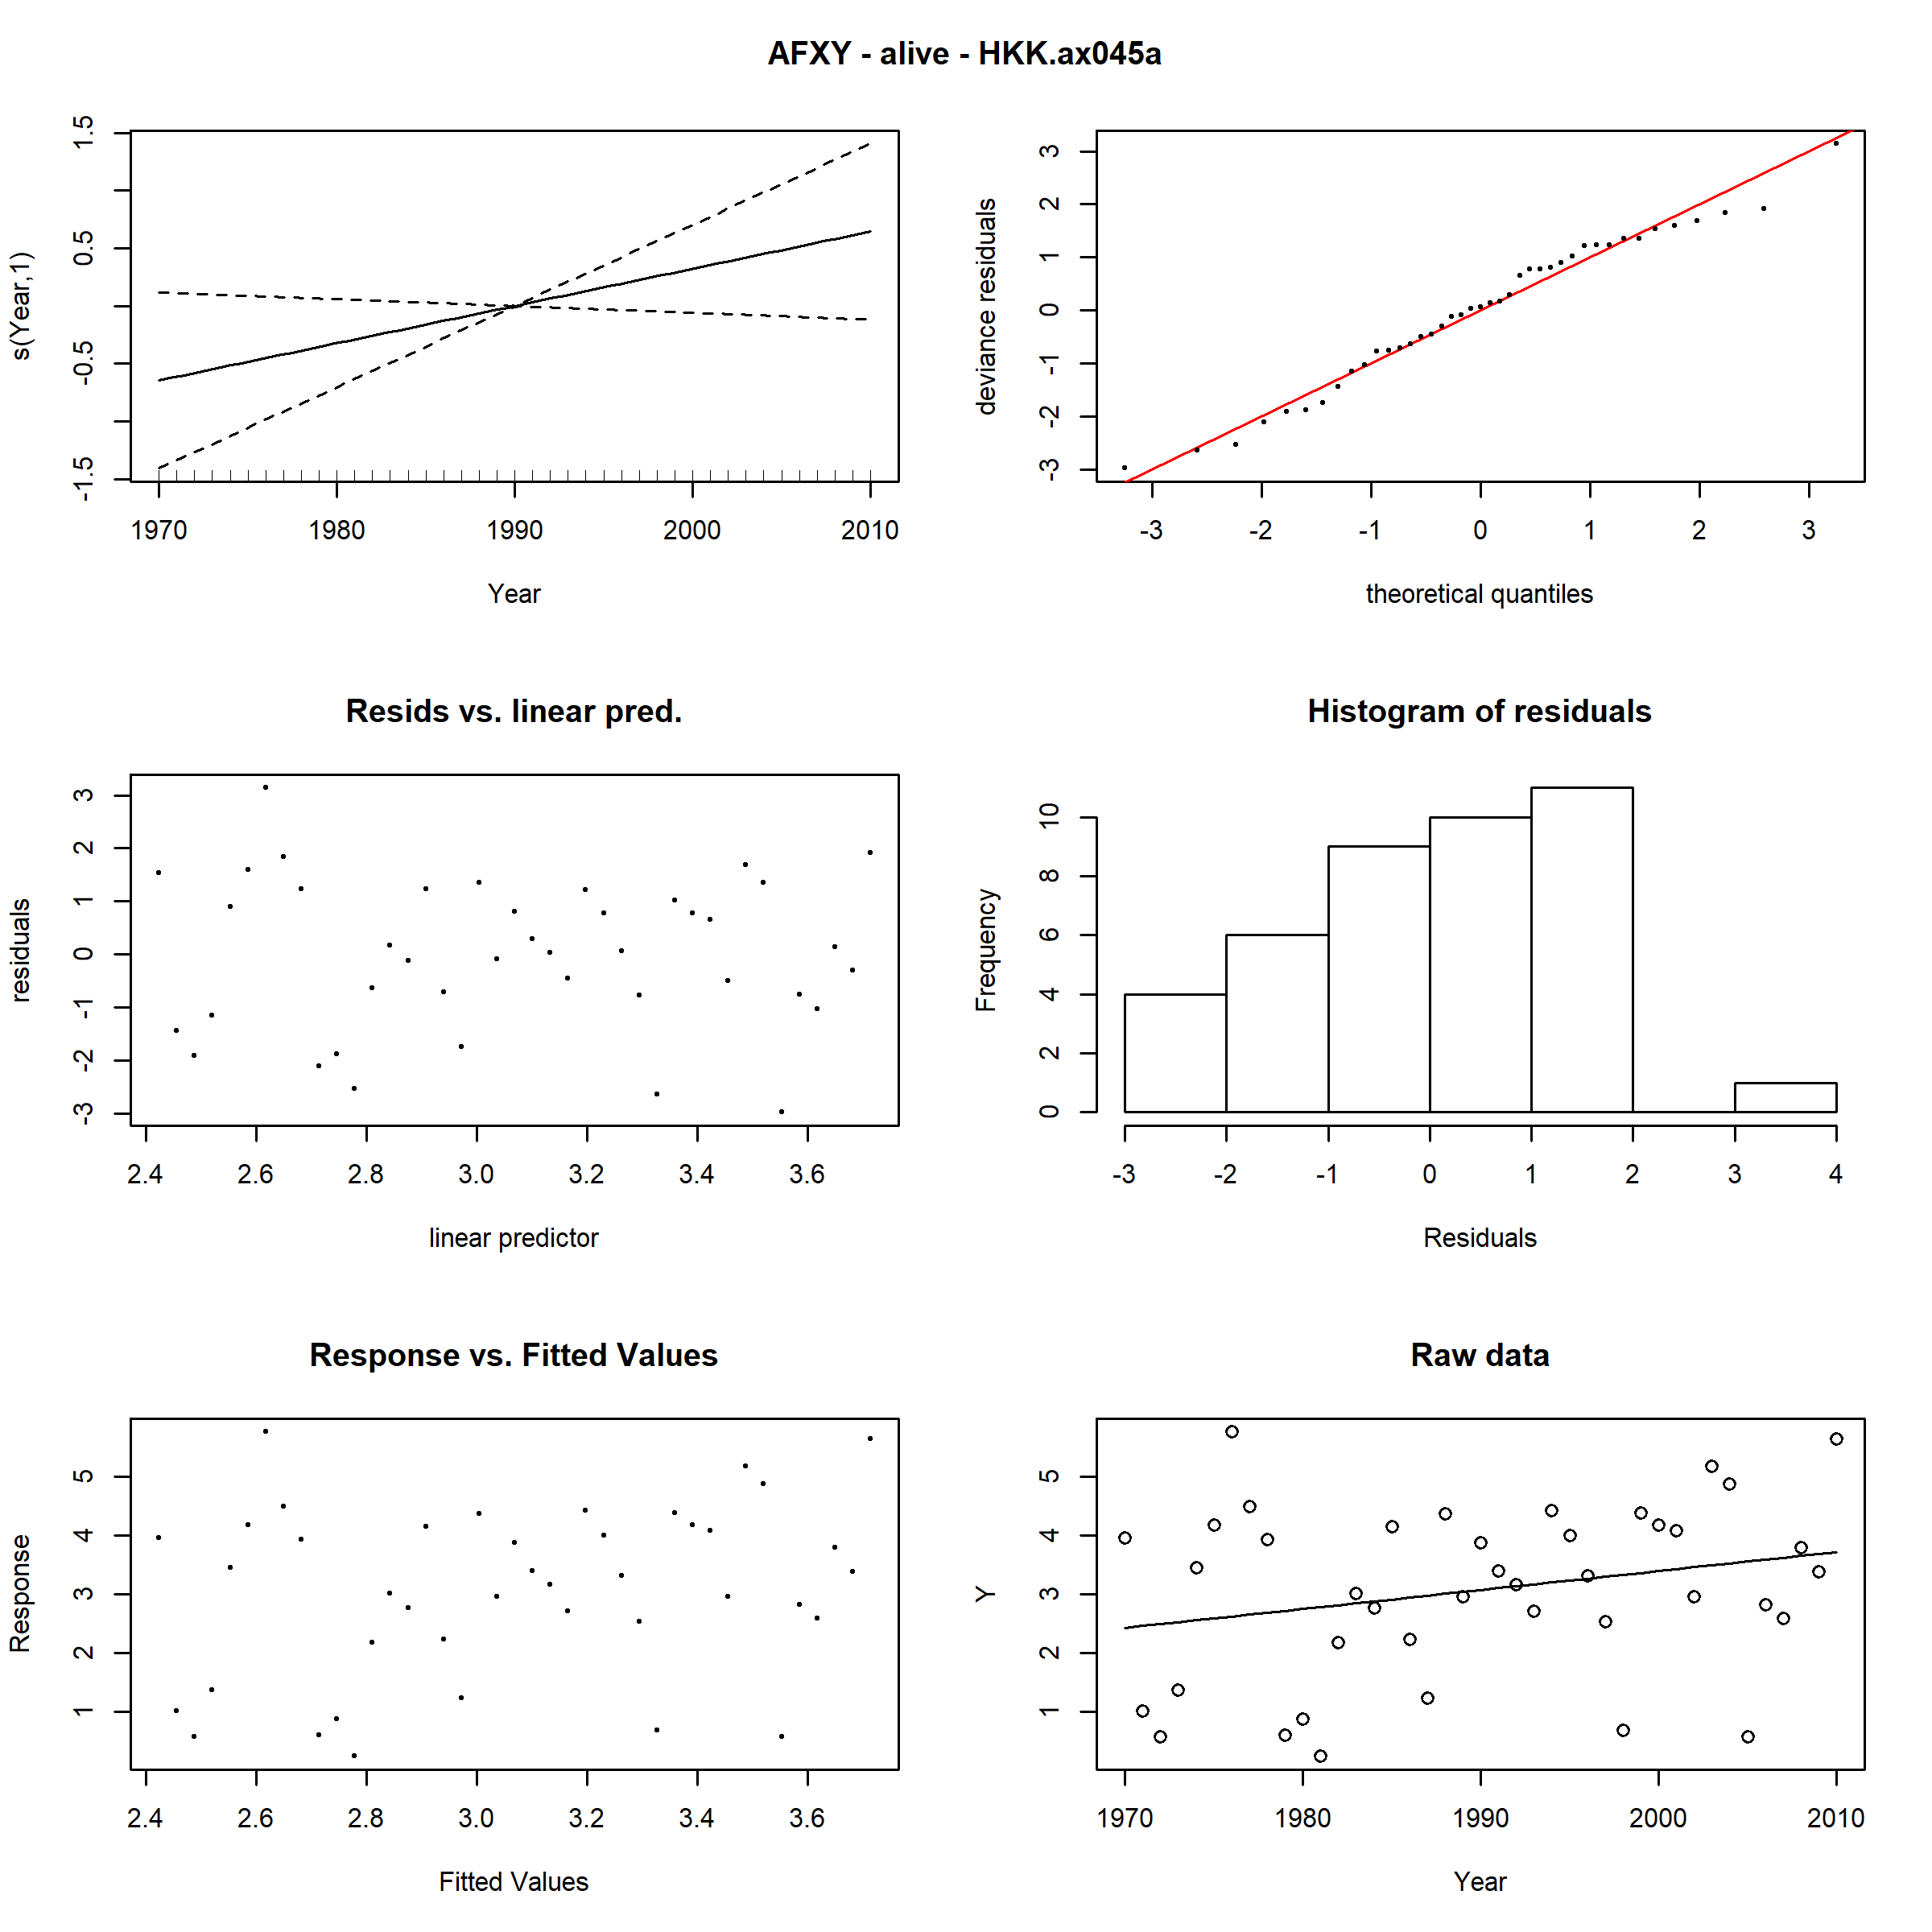 AFXY - alive - HKK.ax045a
s(Year,1)
-1.5 -0.5 0.5 1.5
1970 1980 1990 2000 2010
Year
deviance residuals
-3 -2 -1 0 1 2 3
-3 -2 -1 0 1 2 3
theoretical quantiles
Resids vs. linear pred.
residuals
-3 -2 -1 0 1 2 3
2.4 2.6 2.8 3.0 3.2 3.4 3.6
linear predictor
Histogram of residuals
Frequency
0 2 4 6 8 10
-3 -2 -1 0 1 2 3 4
Residuals
Response vs. Fitted Values
Response
1 2 3 4 5
2.4 2.6 2.8 3.0 3.2 3.4 3.6
Fitted Values
Raw data
Y
1 2 3 4 5
1970 1980 1990 2000 2010
Year